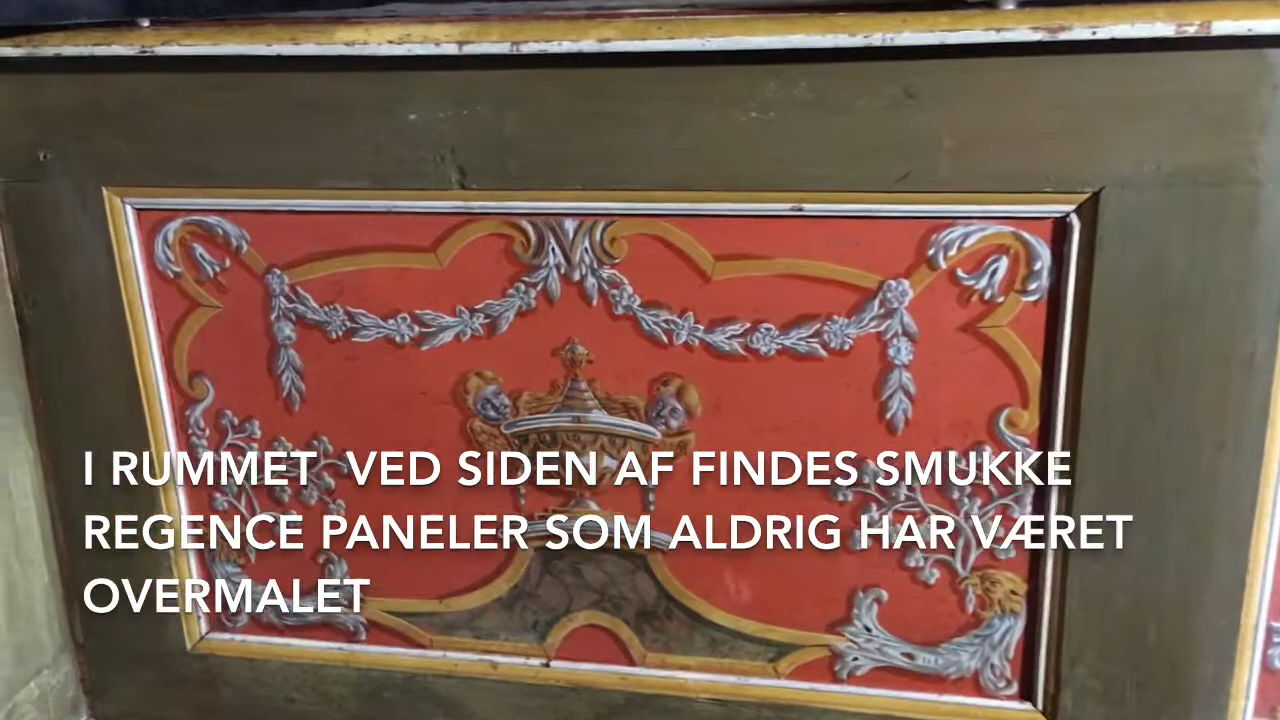 I RUMMET  VED SIDEN AF FINDES SMUKKE
REGENCE PANELER SOM ALDRIG HAR VÆRET
OVERMALET